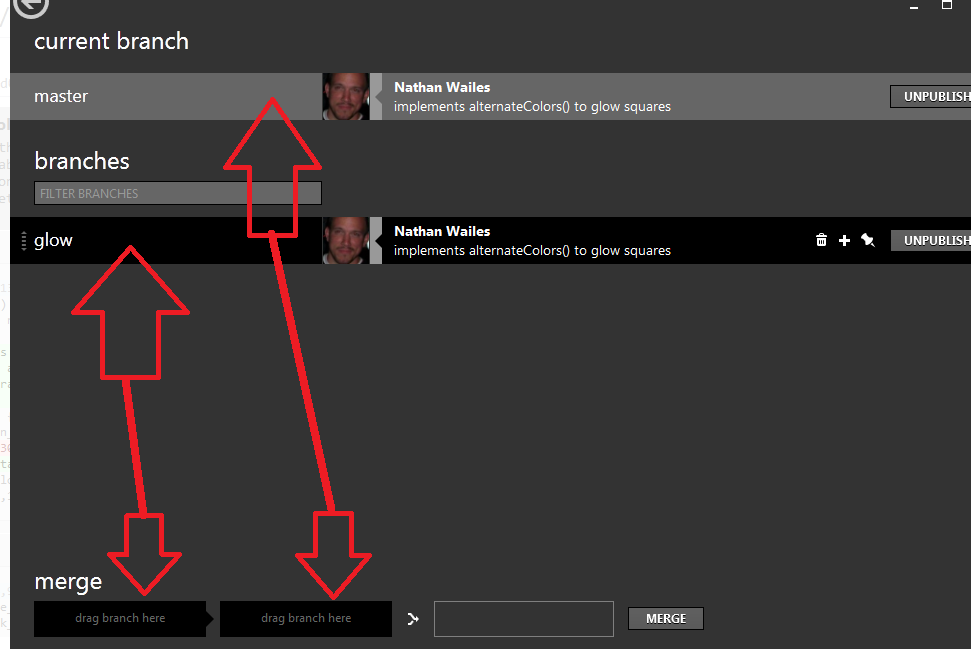 current branch
master
Nathan Wailes
implements alternateColors() to glow squares
UNPUBLISH
branches
FILTER BRANCHES
glow
Nathan Wailes
implements alternateColors() to glow squares
UNPUBLISH
merge
drag branch here
drag branch here
MERGE